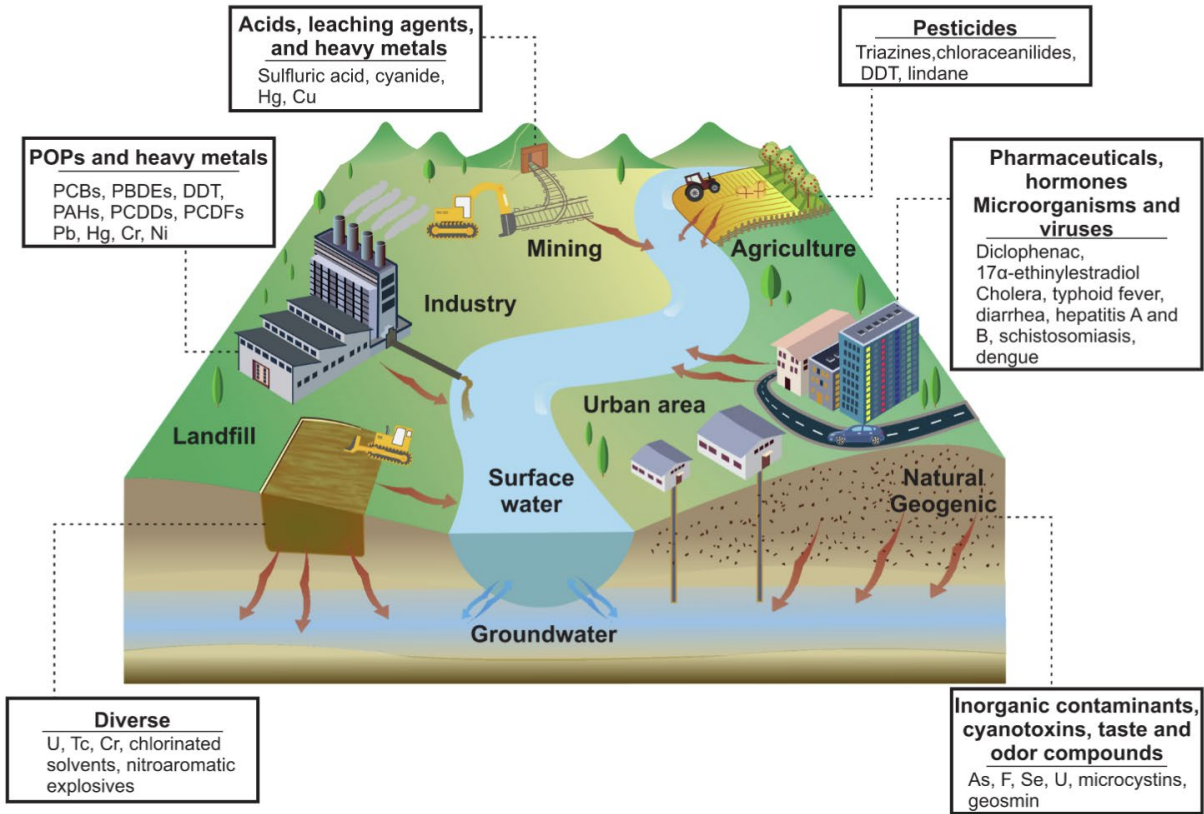 Acids, leaching agents,
and heavy metals
Sulfluric acid, cyanide,
Hg, Cu
Pesticides
Triazines,chloraceanilides,
DDT, lindane
POPs and heavy metals
PCBs, PBDEs, DDT,
PAHs, PCDDs, PCDFs
Pb, Hg, Cr, Ni
Pharmaceuticals,
hormones
Microorganisms and
viruses
Diclophenac,
17α-ethinylestradiol
Cholera, typhoid fever,
diarrhea, hepatitis A and
B, schistosomiasis,
dengue
Mining
Agriculture
Industry
Urban area
Landfill
Surface
water
Natural
Geogenic
Groundwater
Diverse
U, Tc, Cr, chlorinated
solvents, nitroaromatic
explosives
Inorganic contaminants,
cyanotoxins, taste and
odor compounds
As, F, Se, U, microcystins,
geosmin